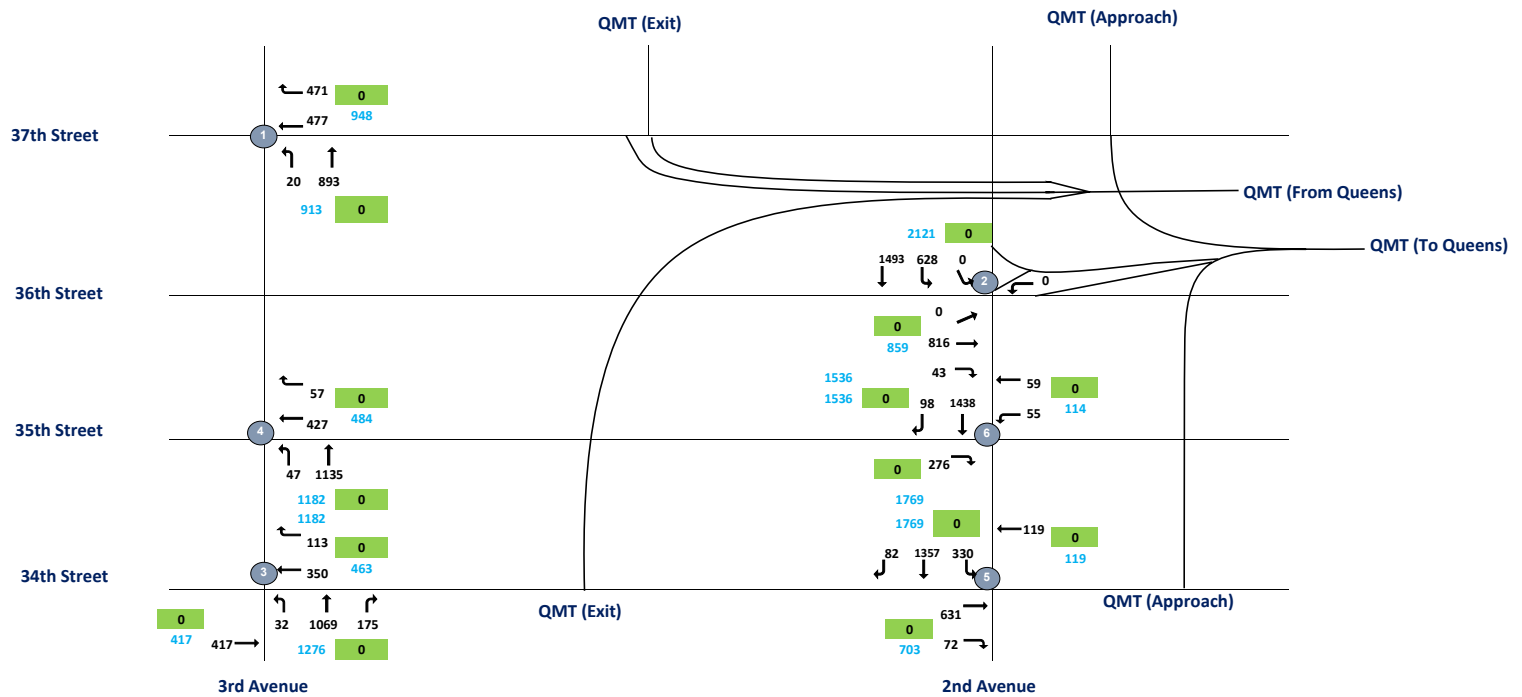 QMT (Approach)
QMT (Exit)
471
0
948
37th Street
477
1
20 893
913 0
QMT (From Queens)
2121 0
QMT (To Queens)
1493 628 0
2
0
36th Street
0
0
859 816
1536
43
59 0
1536 0
98 1438
114
55
57 0
427 484
35th Street
4
6
47 1135
0 276
1182 0
1182
1769
1769 0
113 0
463
119 0
119
82 1357 330
34th Street
3 350
5
QMT (Exit)
QMT (Approach)
0
417 417
32 1069 175
1276 0
631
0
703 72
3rd Avenue
2nd Avenue